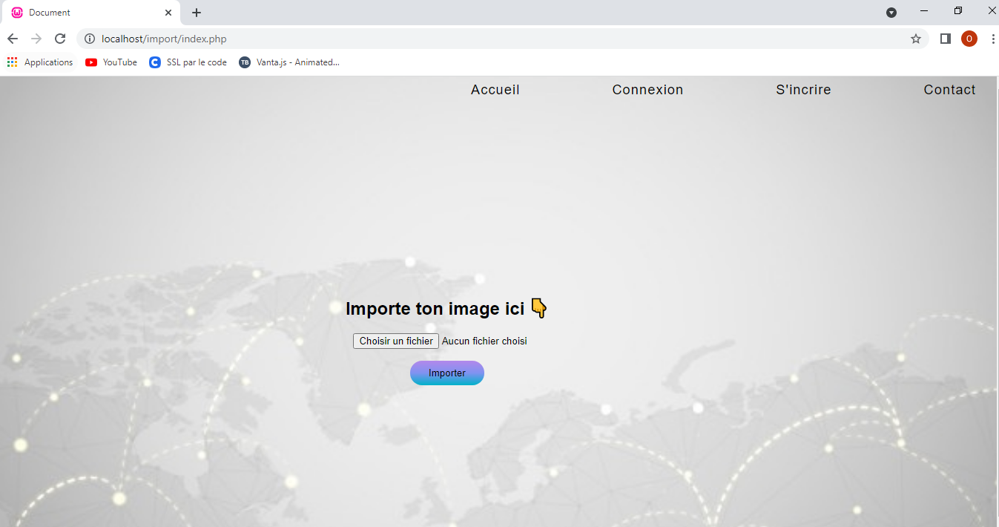 Document
localhost/import/index.php
O
Applications YouTube SSL par le code TB Vanta.js - Animated...
Accueil Connexion S'incrire Contact
Importe ton image ici 👇
Choisir un fichier Aucun fichier choisi
Importer